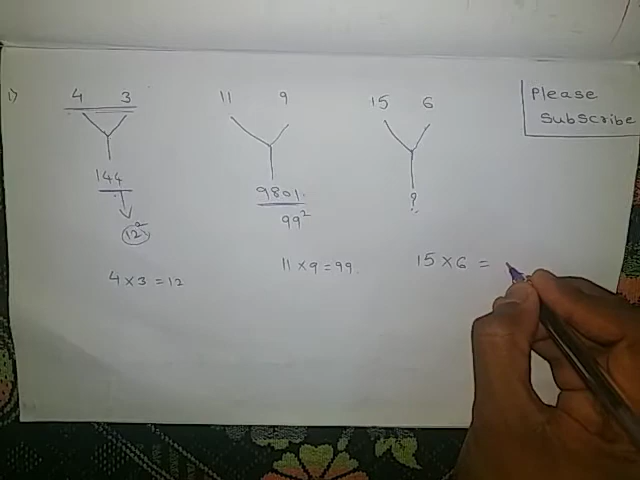 1) 4 3 11 9 15 6
Please
Subscribe
144 9801 ?
12² 99²
4 × 3 = 12 11 × 9 = 99 15 × 6 =